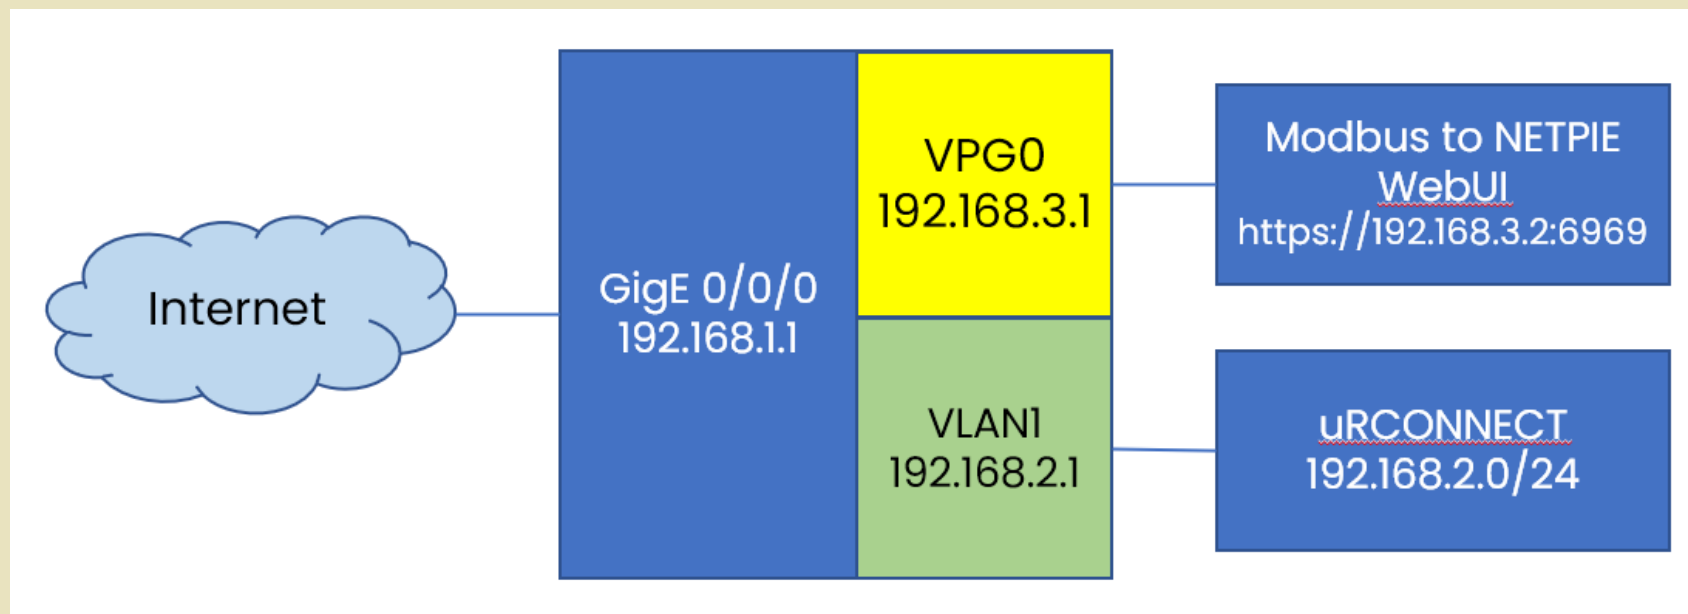 Internet
GigE 0/0/0
192.168.1.1
VPG0
192.168.3.1
VLAN1
192.168.2.1
Modbus to NETPIE
WebUI
https://192.168.3.2:6969
uRCONNECT
192.168.2.0/24